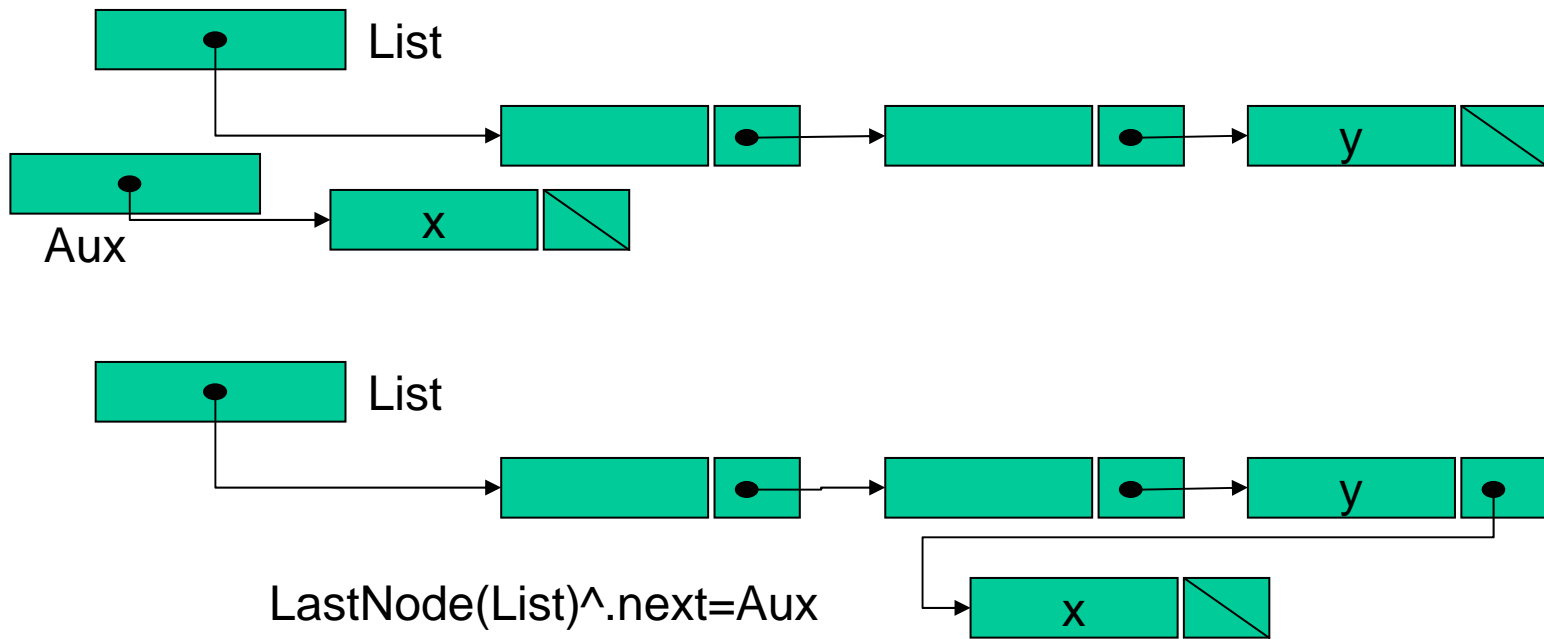 List
y
x
Aux
List
y
LastNode(List)^.next=Aux
x